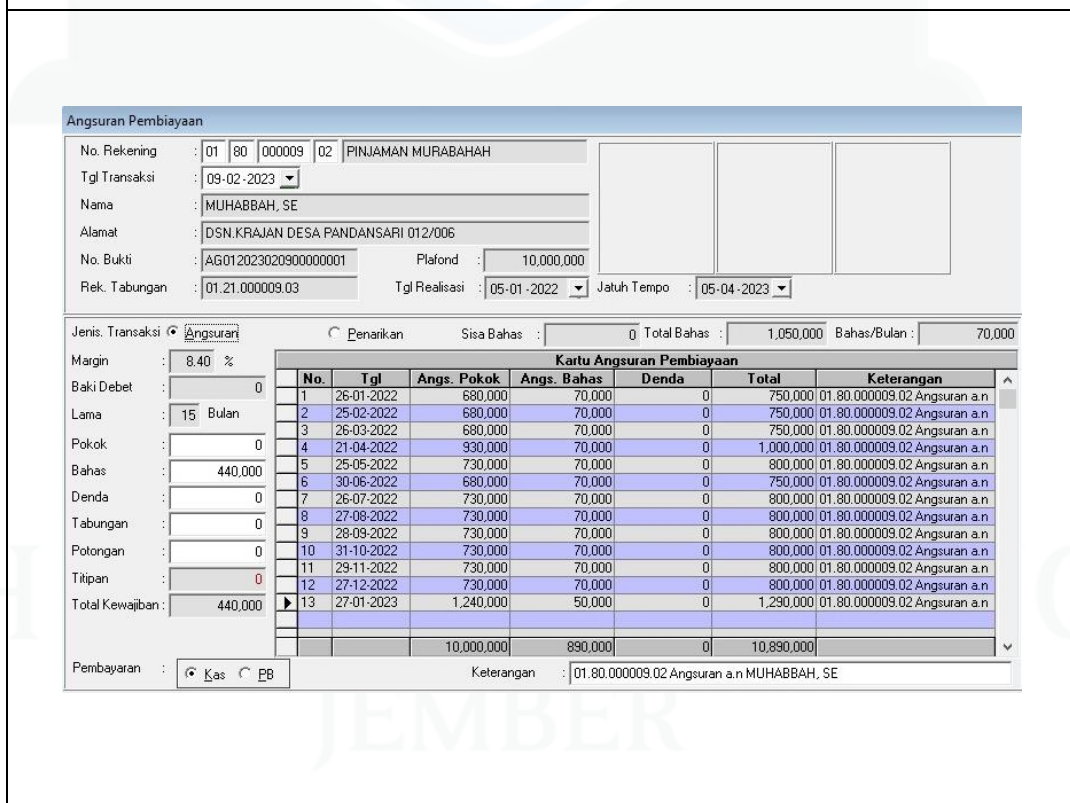 Angsuran Pembiayaan
No. Rekening : 01 80 000009 02 PINJAMAN MURABAHAH
Tgl Transaksi : 09-02-2023
Nama : MUHABBAH, SE
Alamat : DSN.KRAJAN DESA PANDANSARI 012/006
No. Bukti : AG012023020900000001 Plafond : 10,000,000
Rek. Tabungan : 01.21.000009.03 Tgl Realisasi : 05-01-2022 Jatuh Tempo : 05-04-2023
Jenis. Transaksi Angsuran Penarikan Sisa Bahas : 0 Total Bahas : 1,050,000 Bahas/Bulan : 70,000
Margin : 8.40 %
Baki Debet : 0
Lama : 15 Bulan
Pokok : 0
Bahas : 440,000
Denda : 0
Tabungan : 0
Potongan : 0
Titipan : 0
Total Kewajiban : 440,000
Kartu Angsuran Pembiayaan
No. Tgl Angs. Pokok Angs. Bahas Denda Total Keterangan
1 26-01-2022 680,000 70,000 0 750,000 01.80.000009.02 Angsuran a.n
2 25-02-2022 680,000 70,000 0 750,000 01.80.000009.02 Angsuran a.n
3 26-03-2022 680,000 70,000 0 750,000 01.80.000009.02 Angsuran a.n
4 21-04-2022 930,000 70,000 0 1,000,000 01.80.000009.02 Angsuran a.n
5 25-05-2022 730,000 70,000 0 800,000 01.80.000009.02 Angsuran a.n
6 30-06-2022 680,000 70,000 0 750,000 01.80.000009.02 Angsuran a.n
7 26-07-2022 730,000 70,000 0 800,000 01.80.000009.02 Angsuran a.n
8 27-08-2022 730,000 70,000 0 800,000 01.80.000009.02 Angsuran a.n
9 28-09-2022 730,000 70,000 0 800,000 01.80.000009.02 Angsuran a.n
10 31-10-2022 730,000 70,000 0 800,000 01.80.000009.02 Angsuran a.n
11 29-11-2022 730,000 70,000 0 800,000 01.80.000009.02 Angsuran a.n
12 27-12-2022 730,000 70,000 0 800,000 01.80.000009.02 Angsuran a.n
13 27-01-2023 1,240,000 50,000 0 1,290,000 01.80.000009.02 Angsuran a.n
10,000,000 890,000 0 10,890,000
Pembayaran : Kas PB Keterangan : 01.80.000009.02 Angsuran a.n MUHABBAH, SE
JEMBER